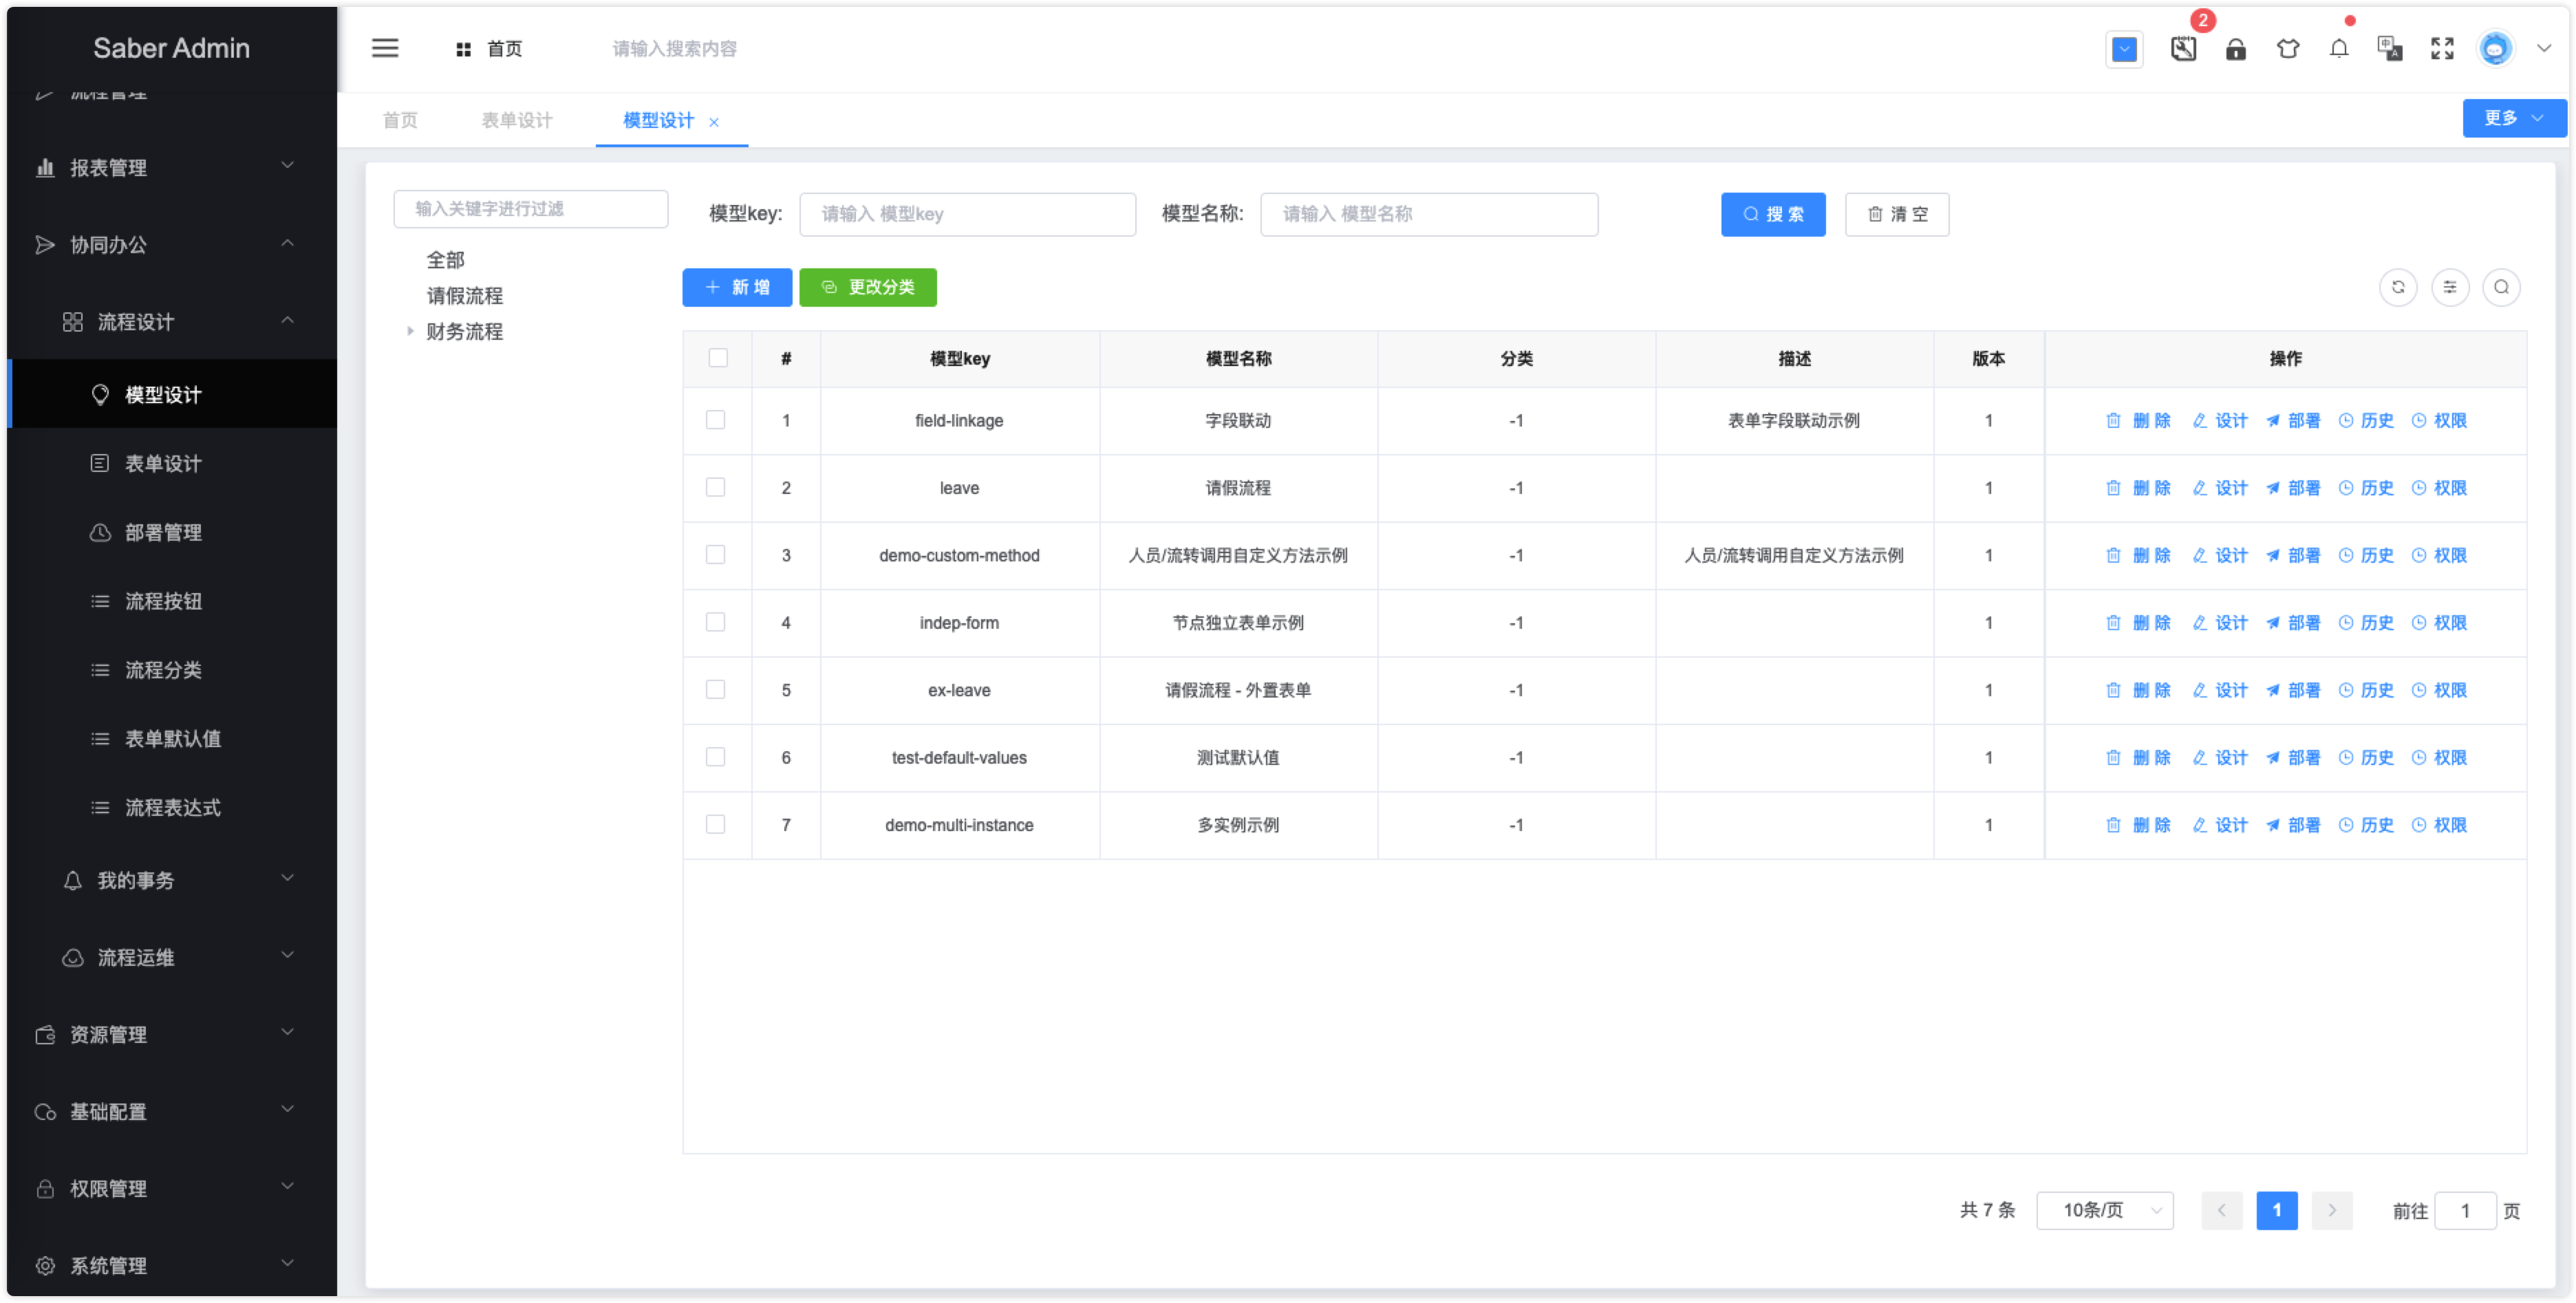 Saber Admin
首页
请输入搜索内容
2
流程管理
报表管理
协同办公
流程设计
模型设计
表单设计
部署管理
流程按钮
流程分类
表单默认值
流程表达式
我的事务
流程运维
资源管理
基础配置
权限管理
系统管理
首页 表单设计 模型设计 ×
更多
输入关键字进行过滤
全部
请假流程
财务流程
模型key: 请输入 模型key 模型名称: 请输入 模型名称 搜 索 清 空
新 增 更改分类
# 模型key 模型名称 分类 描述 版本 操作
1 field-linkage 字段联动 -1 表单字段联动示例 1 删 除 设计 部署 历史 权限
2 leave 请假流程 -1 1 删 除 设计 部署 历史 权限
3 demo-custom-method 人员/流转调用自定义方法示例 -1 人员/流转调用自定义方法示例 1 删 除 设计 部署 历史 权限
4 indep-form 节点独立表单示例 -1 1 删 除 设计 部署 历史 权限
5 ex-leave 请假流程 - 外置表单 -1 1 删 除 设计 部署 历史 权限
6 test-default-values 测试默认值 -1 1 删 除 设计 部署 历史 权限
7 demo-multi-instance 多实例示例 -1 1 删 除 设计 部署 历史 权限
共 7 条 10条/页 1 前往 1 页